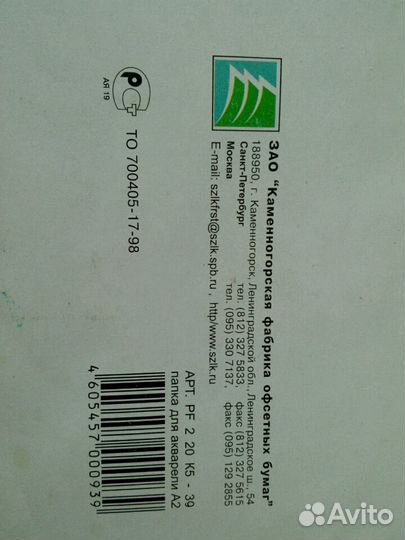 ЗАО "Каменногорская фабрика офсетных бумаг"
188950, г. Каменногорск, Ленинградской обл., Ленинградское ш., 54
Санкт-Петербург тел. (812) 327 5833, факс (812) 327 5615
Москва тел. (095) 330 7137, факс (095) 129 2855
E-mail: szlkfrst@szlk.spb.ru , http/www.szlk.ru
РСТ
АЯ 19
ТО 700405-17-98
АРТ. PF 2 20 K5 - 39
папка для акварели А2
4 605457 000939
Avito